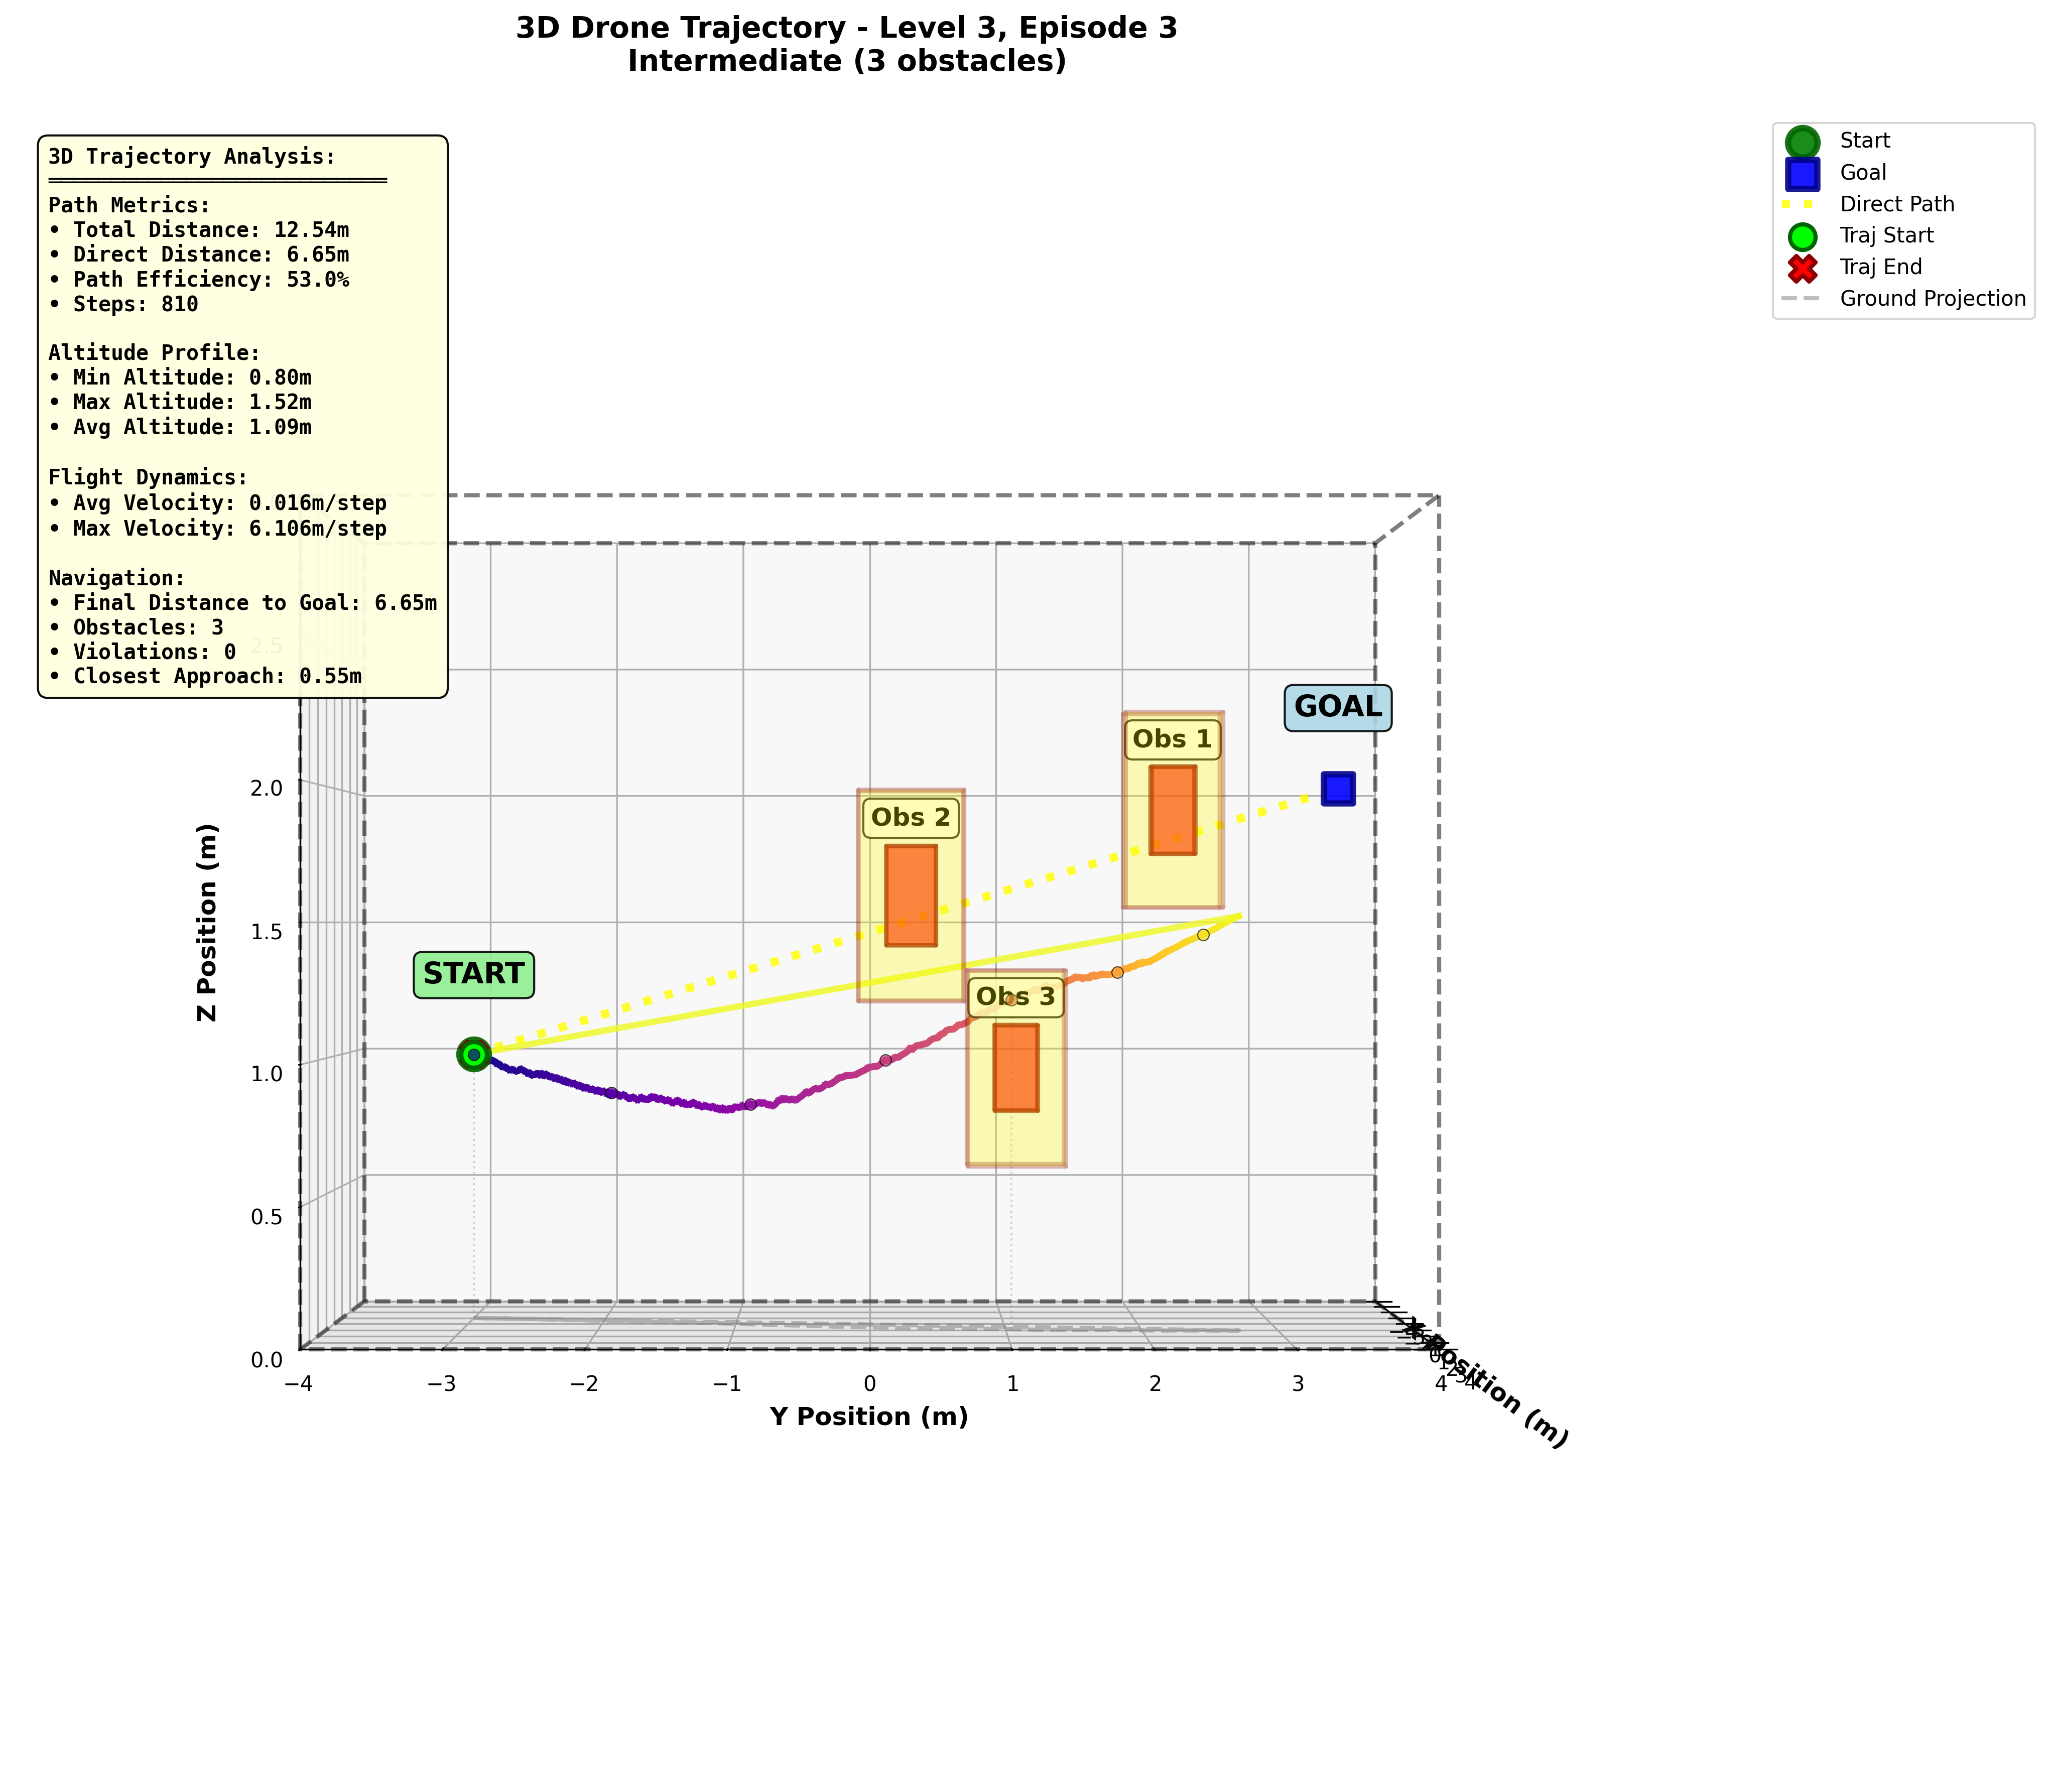 3D Drone Trajectory - Level 3, Episode 3
Intermediate (3 obstacles)
3D Trajectory Analysis:
Path Metrics:
• Total Distance: 12.54m
• Direct Distance: 6.65m
• Path Efficiency: 53.0%
• Steps: 810
Altitude Profile:
• Min Altitude: 0.80m
• Max Altitude: 1.52m
• Avg Altitude: 1.09m
Flight Dynamics:
• Avg Velocity: 0.016m/step
• Max Velocity: 6.106m/step
Navigation:
• Final Distance to Goal: 6.65m
• Obstacles: 3
• Violations: 0
• Closest Approach: 0.55m
Start
Goal
Direct Path
Traj Start
Traj End
Ground Projection
GOAL
Obs 1
Obs 2
Obs 3
START
Z Position (m)
2.5
2.0
1.5
1.0
0.5
0.0
−4
−3
−2
−1
0
1
2
3
4
Y Position (m)
X Position (m)